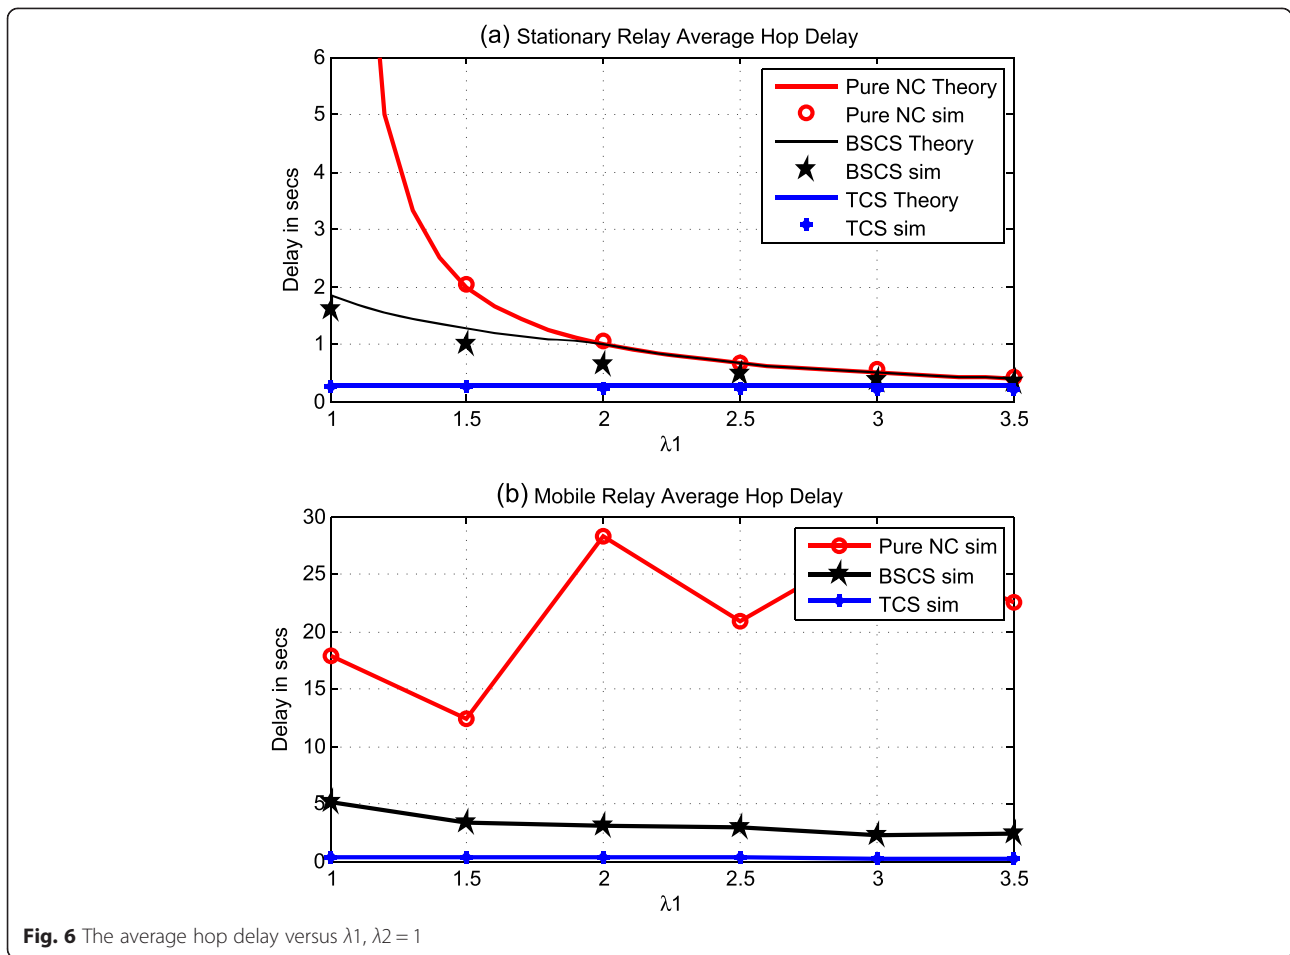 (a) Stationary Relay Average Hop Delay
6
5
4
3
2
1
0
Delay in secs
Pure NC Theory
Pure NC sim
BSCS Theory
BSCS sim
TCS Theory
TCS sim
1 1.5 2 2.5 3 3.5
λ1
(b) Mobile Relay Average Hop Delay
30
25
20
15
10
5
0
Delay in secs
Pure NC sim
BSCS sim
TCS sim
1 1.5 2 2.5 3 3.5
λ1
Fig. 6 The average hop delay versus λ1, λ2 = 1